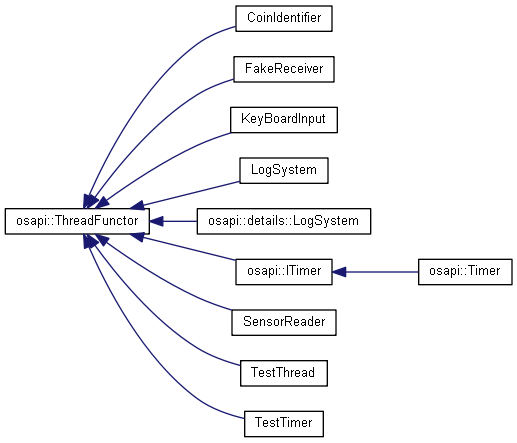 CoinIdentifier
FakeReceiver
KeyBoardInput
LogSystem
osapi::ThreadFunctor
osapi::details::LogSystem
osapi::ITimer
osapi::Timer
SensorReader
TestThread
TestTimer